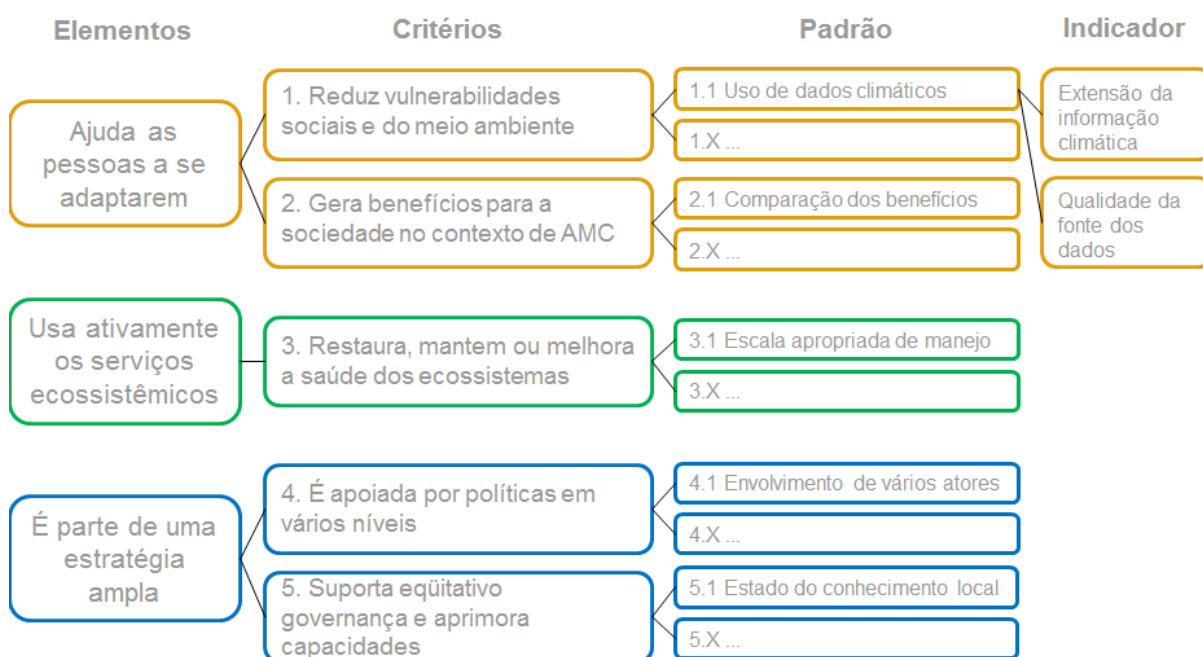 Elementos
Critérios
Padrão
Indicador
Ajuda as
pessoas a se
adaptarem
1. Reduz vulnerabilidades
sociais e do meio ambiente
1.1 Uso de dados climáticos
1.X ...
Extensão da
informação
climática
2. Gera benefícios para a
sociedade no contexto de AMC
2.1 Comparação dos benefícios
2.X ...
Qualidade da
fonte dos
dados
Usa ativamente
os serviços
ecossistêmicos
3. Restaura, mantem ou melhora
a saúde dos ecossistemas
3.1 Escala apropriada de manejo
3.X ...
É parte de uma
estratégia
ampla
4. É apoiada por políticas em
vários níveis
4.1 Envolvimento de vários atores
4.X ...
5. Suporta eqüitativo
governança e aprimora
capacidades
5.1 Estado do conhecimento local
5.X ...